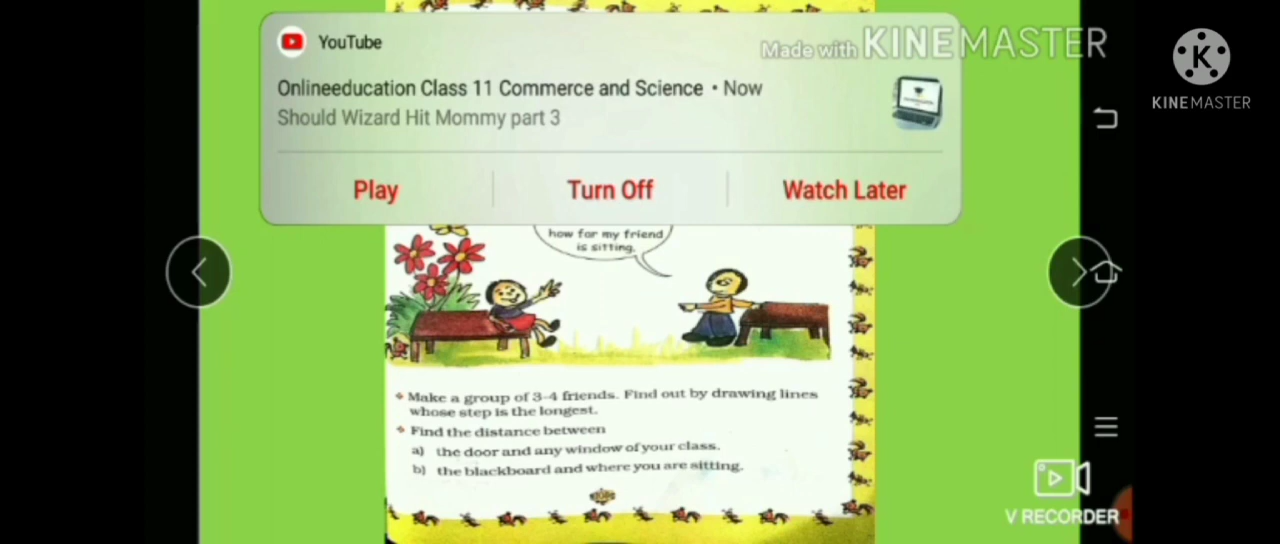 YouTube
Made with KINEMASTER
KINEMASTER
Onlineeducation Class 11 Commerce and Science • Now
Should Wizard Hit Mommy part 3
Play
Turn Off
Watch Later
how for my friend
is sitting.
Make a group of 3-4 friends. Find out by drawing lines
whose step is the longest.
Find the distance between
a) the door and any window of your class.
b) the blackboard and where you are sitting.
V RECORDER